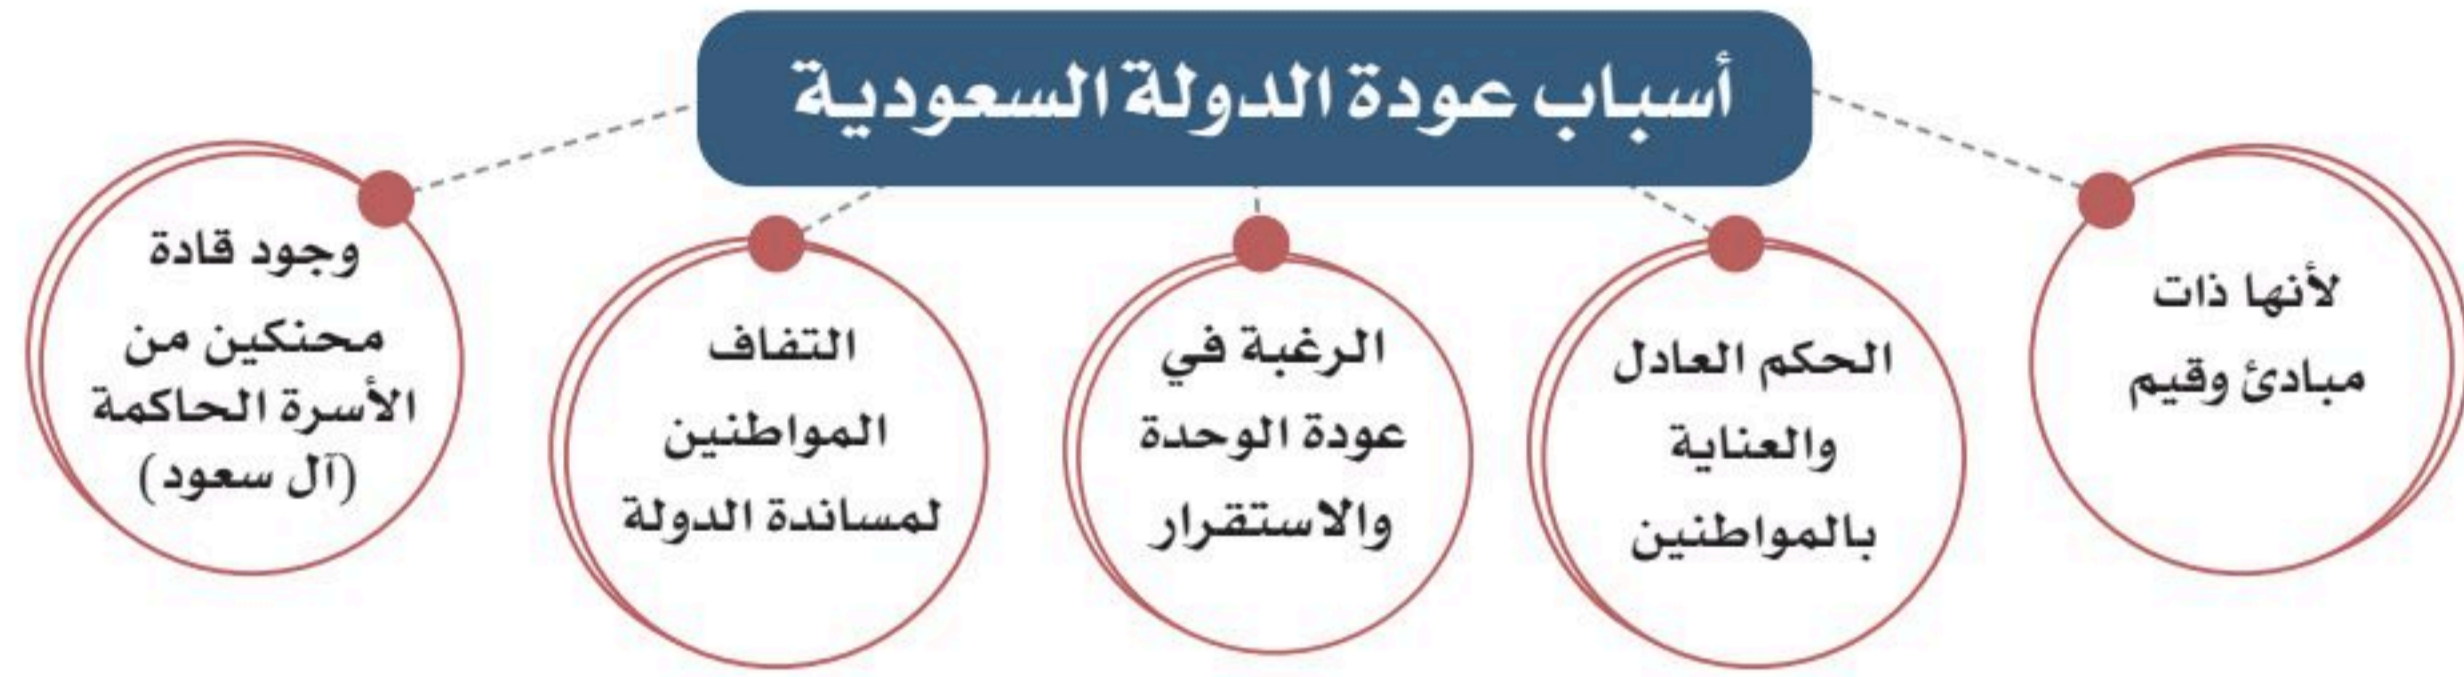 أسباب عودة الدولة السعودية
لأنها ذات
مبادئ وقيم
الحكم العادل
والعناية
بالمواطنين
الرغبة في
عودة الوحدة
والاستقرار
التفاف
المواطنين
لمساندة الدولة
وجود قادة
محنكين من
الأسرة الحاكمة
(آل سعود)